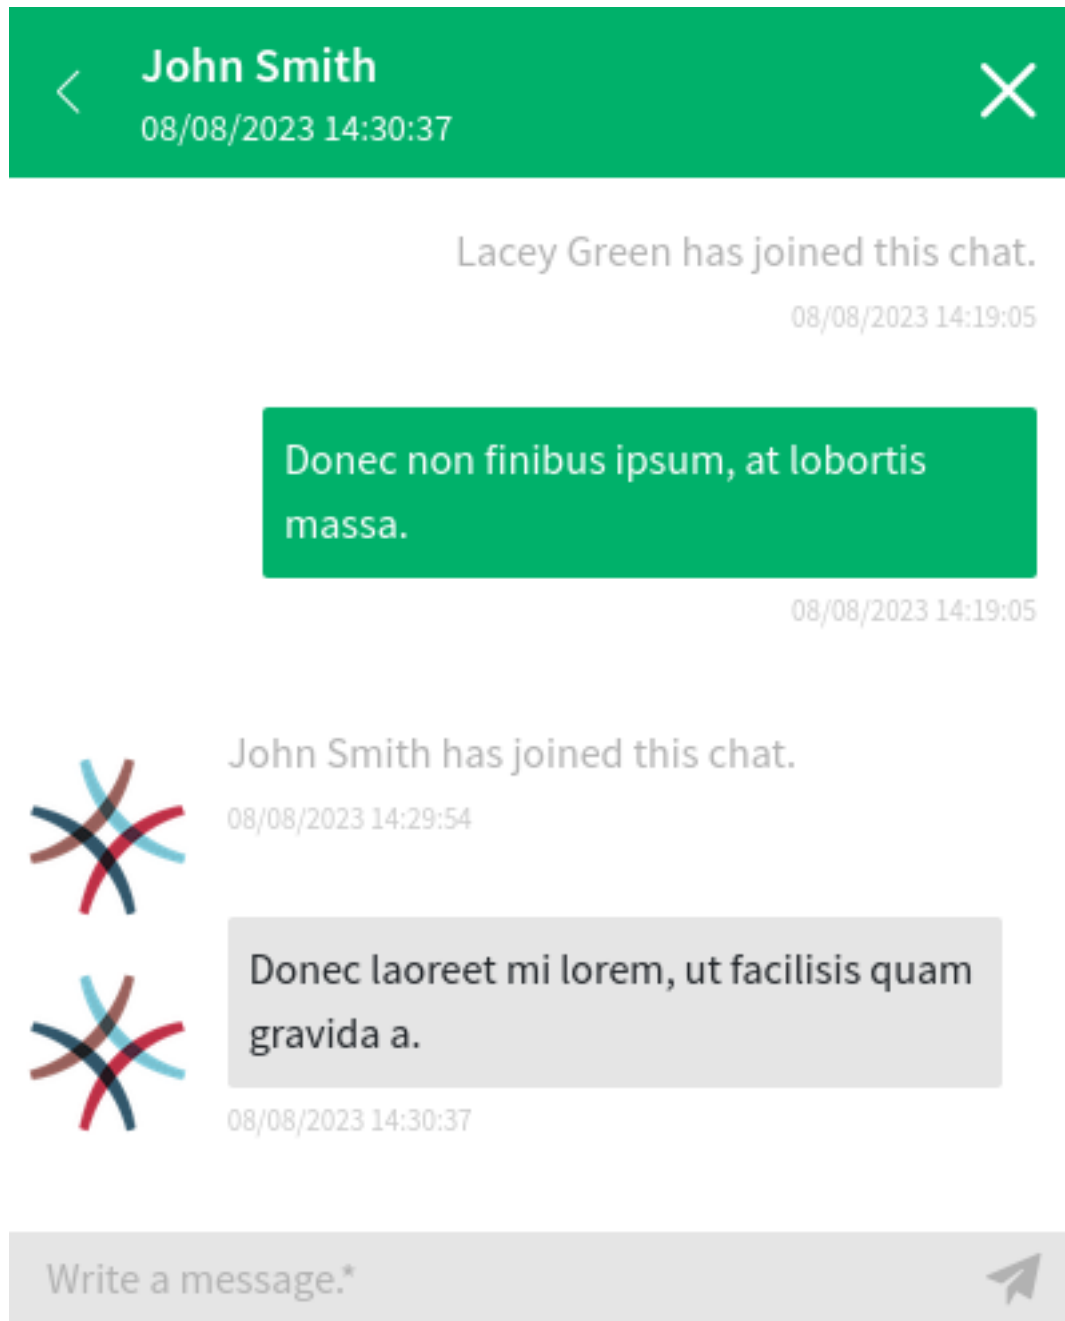 John Smith
08/08/2023 14:30:37
Lacey Green has joined this chat.
08/08/2023 14:19:05
Donec non finibus ipsum, at lobortis
massa.
08/08/2023 14:19:05
John Smith has joined this chat.
08/08/2023 14:29:54
Donec laoreet mi lorem, ut facilisis quam
gravida a.
08/08/2023 14:30:37
Write a message.*